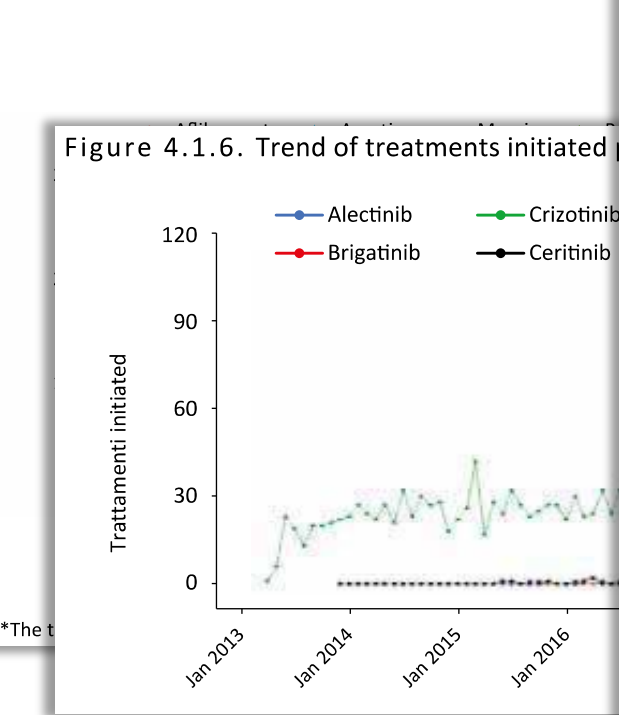 Figure 4.1.6. Trend of treatments initiated
Alectinib Crizotinib
Brigatinib Ceritinib
120
90
60
30
0
Trattamenti initiated
Jan 2013 Jan 2014 Jan 2015 Jan 2016
*The t